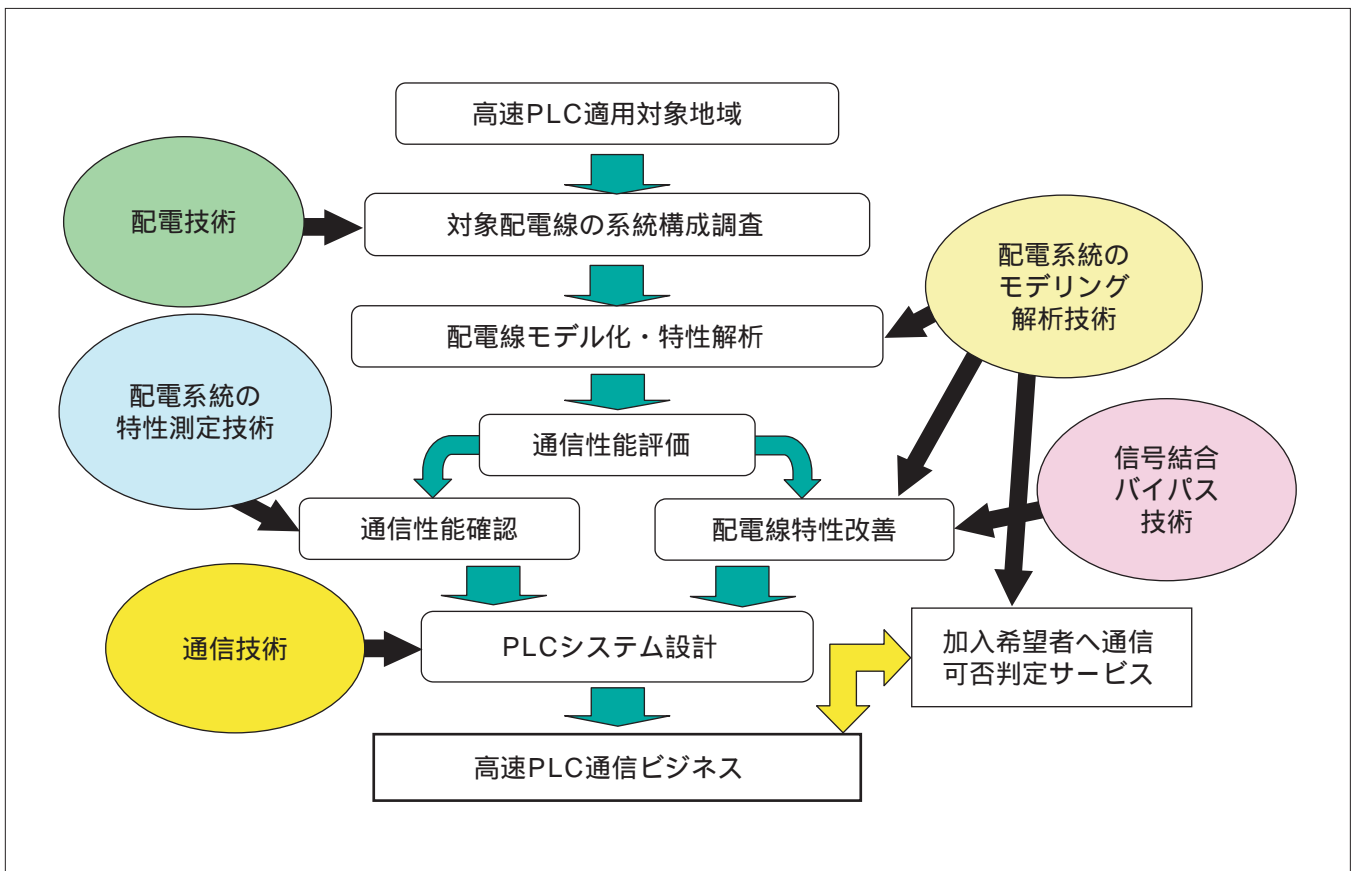 高速PLC適用対象地域
配電技術
対象配電線の系統構成調査
配電系統の
モデリング
解析技術
配電線モデル化・特性解析
配電系統の
特性測定技術
通信性能評価
信号結合
バイパス
技術
通信性能確認
配電線特性改善
通信技術
PLCシステム設計
加入希望者へ通信
可否判定サービス
高速PLC通信ビジネス